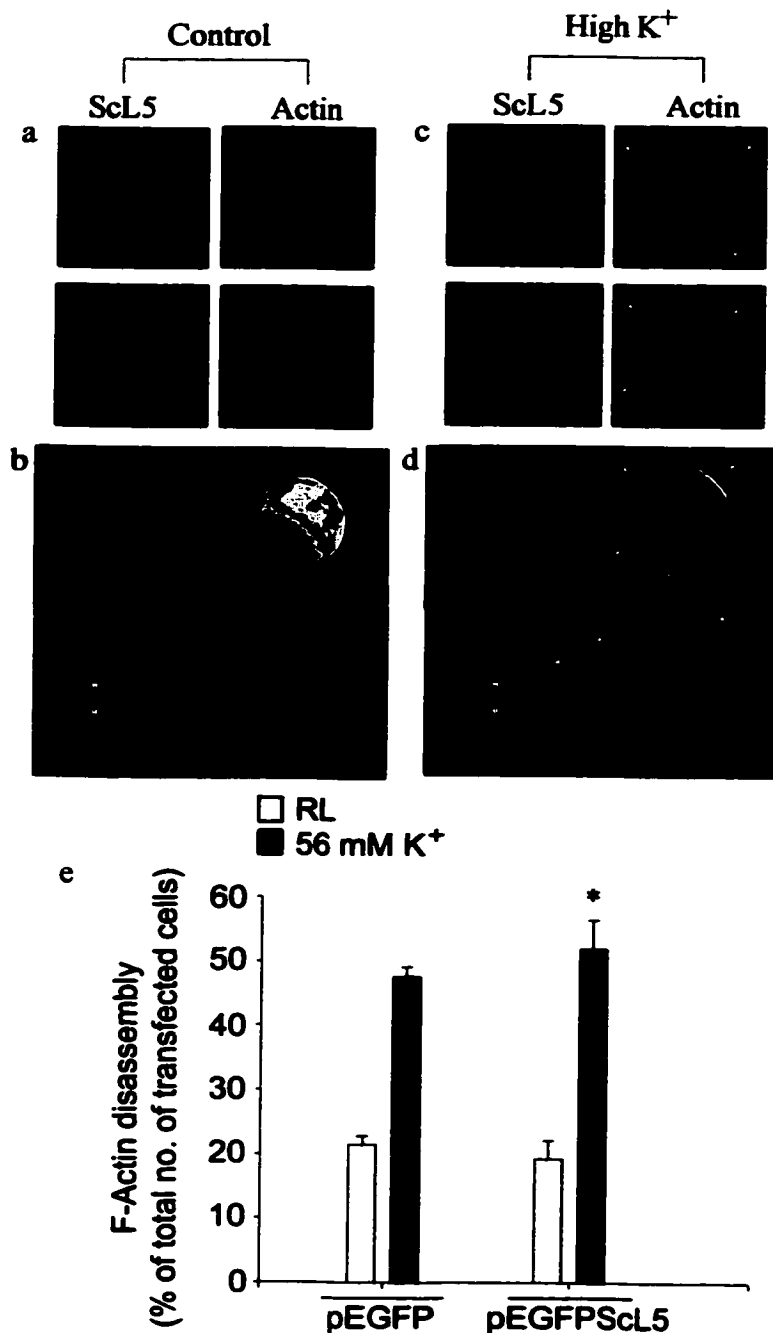 Control
High K⁺
ScL5 Actin
ScL5 Actin
a
c
b
d
RL
56 mM K⁺
e
F-Actin disassembly
(% of total no. of transfected cells)
60
50
40
30
20
10
0
*
pEGFP
pEGFPScL5